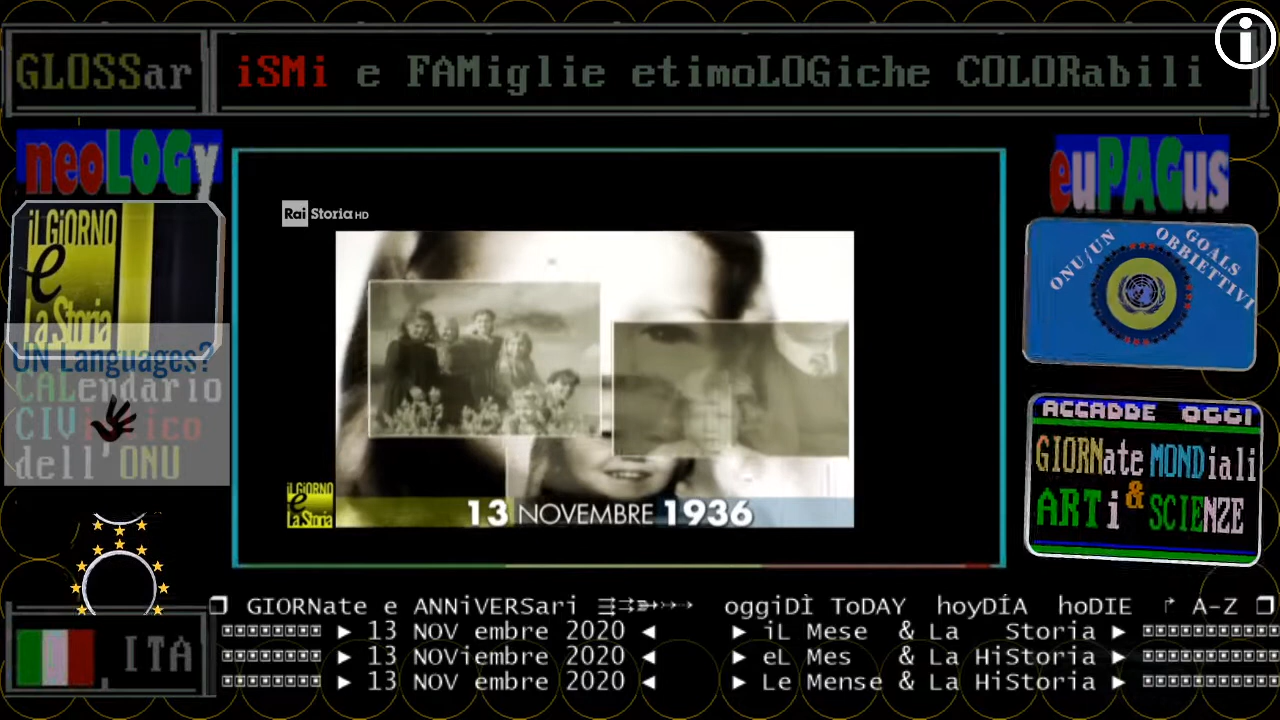 GLOSSar
iSMi e FAMiglie etimoLOGiche COLORabili
neoLOGy
euPAGus
iL GiORNO
e
La Storia
Rai Storia HD
ONU/UN GOALS
OBBIETTIVI
UN Languages?
CALendario
dell'ONU
iL GiORNO
e
La Storia
13 NOVEMBRE 1936
ACCADDE OGGI
GIORNate MONDiali
ARTi & SCIENZE
GIORNate e ANNiVERSari oggiDÌ ToDAY hoyDÍA hoDIE A-Z
▶ 13 NOV embre 2020 ◀ ▶ iL Mese & La Storia ▶
▶ 13 NOViembre 2020 ◀ ▶ eL Mes & La HiStoria ▶
▶ 13 NOV embre 2020 ◀ ▶ Le Mense & La HiStoria ▶
ITA